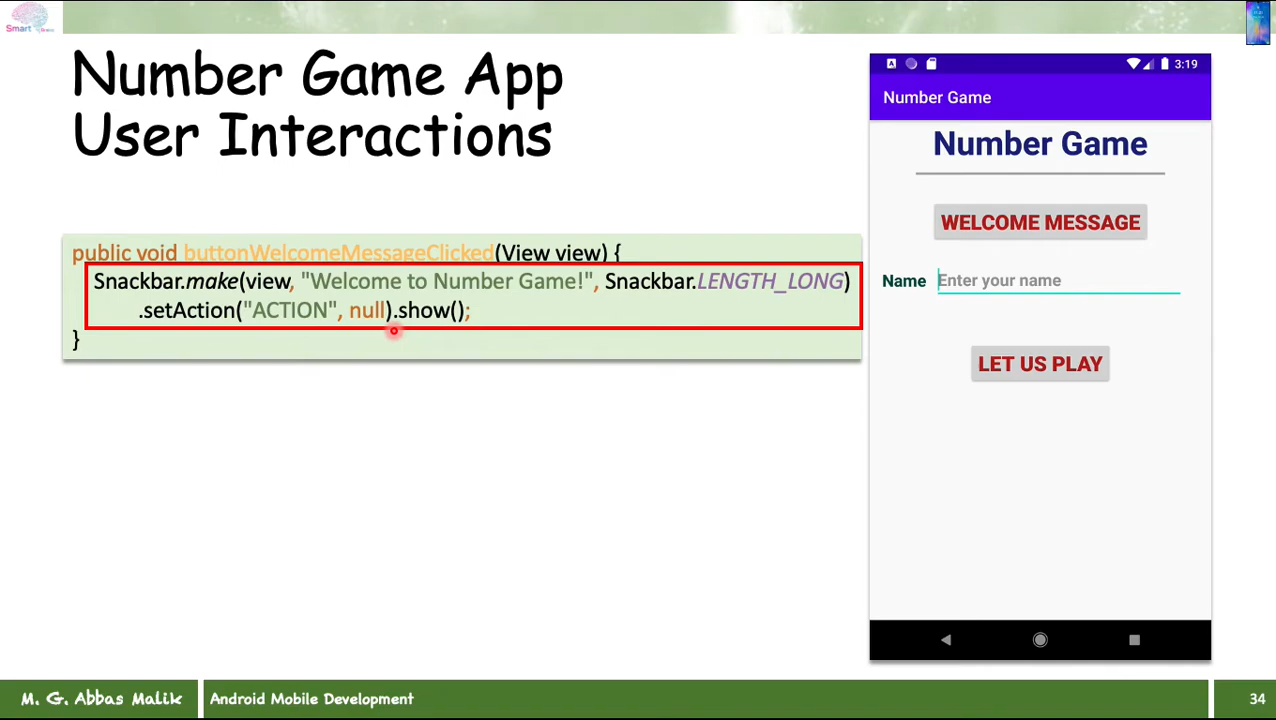 Smart
Number Game App
User Interactions
public void buttonWelcomeMessageClicked(View view) {
Snackbar.make(view, "Welcome to Number Game!", Snackbar.LENGTH_LONG)
.setAction("ACTION", null).show();
}
3:19
Number Game
Number Game
WELCOME MESSAGE
Name Enter your name
LET US PLAY
M. G. Abbas Malik
Android Mobile Development
34